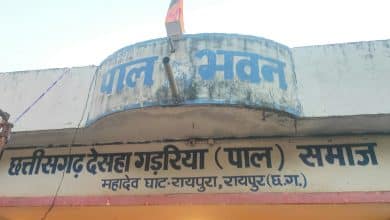 पाल भवन
छत्तीसगढ़ देसहा गड़रिया (पाल) समाज
महादेव घाट-रायपुरा, रायपुर (छ.ग.)